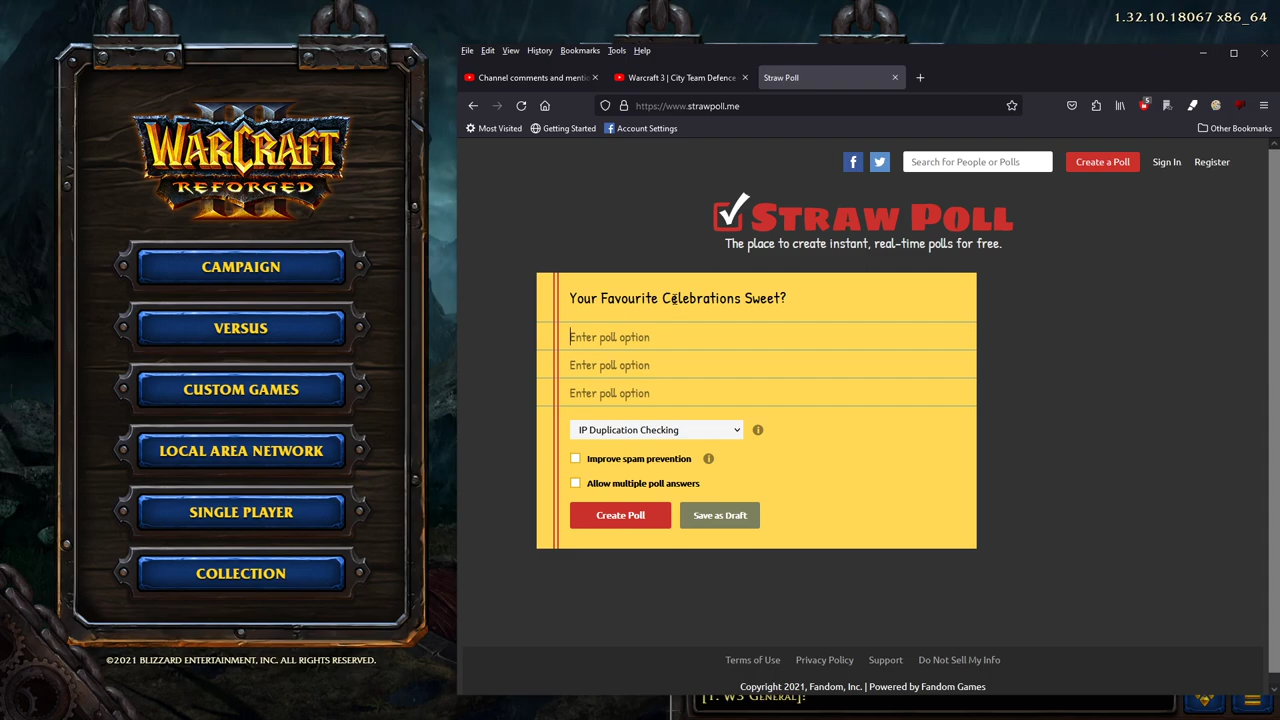 1.32.10.18067 x86_64
WARCRAFT
III
REFORGED
CAMPAIGN
VERSUS
CUSTOM GAMES
LOCAL AREA NETWORK
SINGLE PLAYER
COLLECTION
©2021 BLIZZARD ENTERTAINMENT, INC. ALL RIGHTS RESERVED.
File Edit View History Bookmarks Tools Help
Channel comments and mentio
Warcraft 3 | City Team Defence
Straw Poll
https://www.strawpoll.me
5
Most Visited Getting Started Account Settings Other Bookmarks
Search for People or Polls Create a Poll Sign In Register
STRAW POLL
The place to create instant, real-time polls for free.
Your Favourite Celebrations Sweet?
Enter poll option
Enter poll option
Enter poll option
IP Duplication Checking
Improve spam prevention
Allow multiple poll answers
Create Poll Save as Draft
Terms of Use Privacy Policy Support Do Not Sell My Info
Copyright 2021, Fandom, Inc. | Powered by Fandom Games
[1. W3 General]: